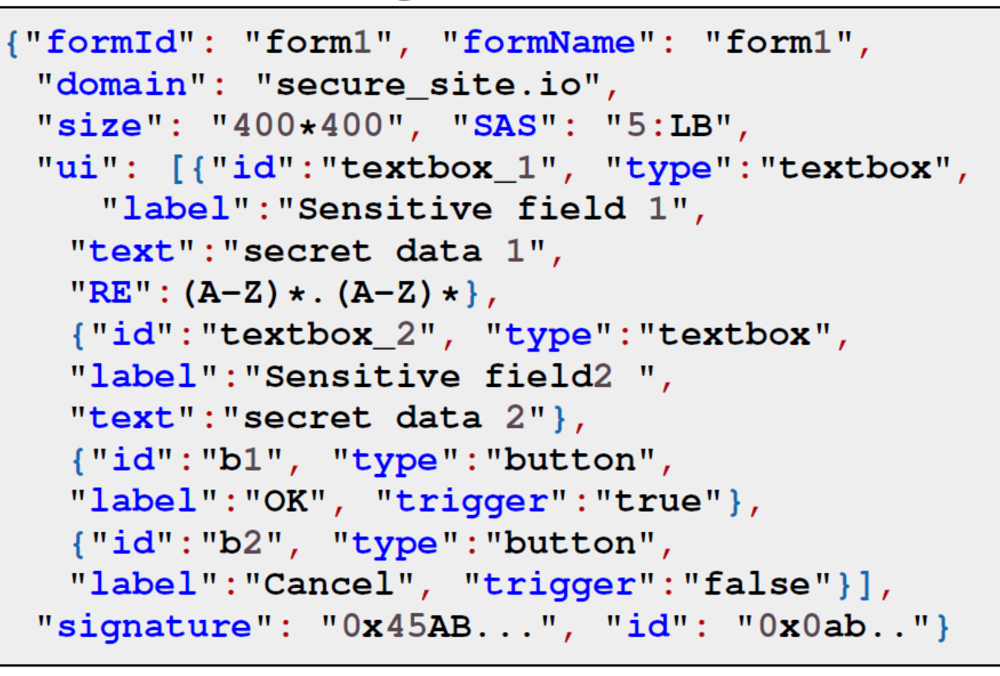 {"formId": "form1", "formName": "form1",
"domain": "secure_site.io",
"size": "400*400", "SAS": "5:LB",
"ui": [{"id":"textbox_1", "type":"textbox",
"label":"Sensitive field 1",
"text":"secret data 1",
"RE":(A-Z)*.(A-Z)*},
{"id":"textbox_2", "type":"textbox",
"label":"Sensitive field2 ",
"text":"secret data 2"},
{"id":"b1", "type":"button",
"label":"OK", "trigger":"true"},
{"id":"b2", "type":"button",
"label":"Cancel", "trigger":"false"}],
"signature": "0x45AB...", "id": "0x0ab.."}